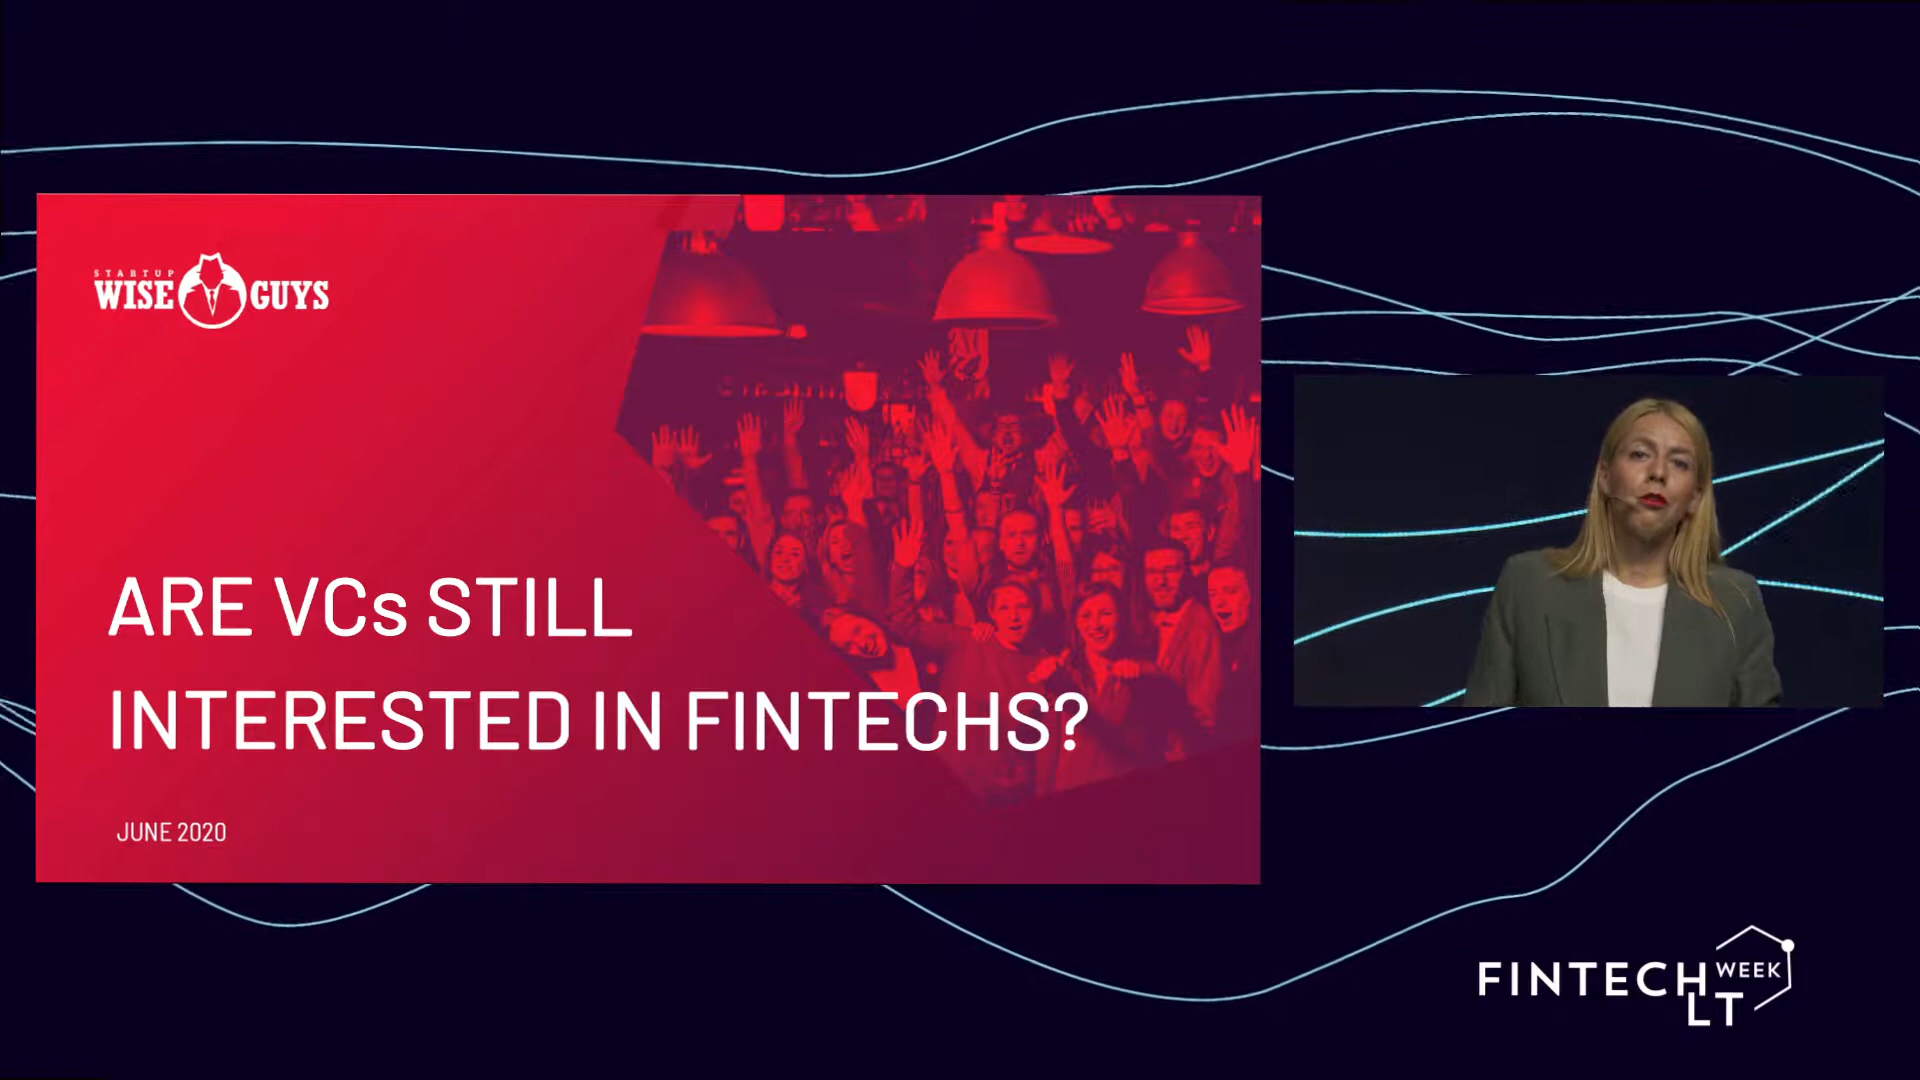 STARTUP
WISE GUYS
ARE VCs STILL
INTERESTED IN FINTECHS?
JUNE 2020
FINTECH WEEK
LT